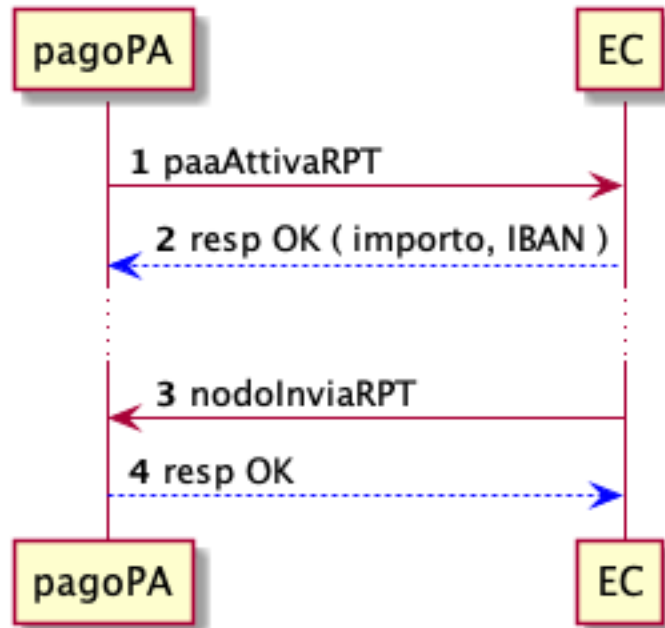 pagoPA EC
1 paaAttivaRPT
2 resp OK ( importo, IBAN )
3 nodoInviaRPT
4 resp OK
pagoPA EC